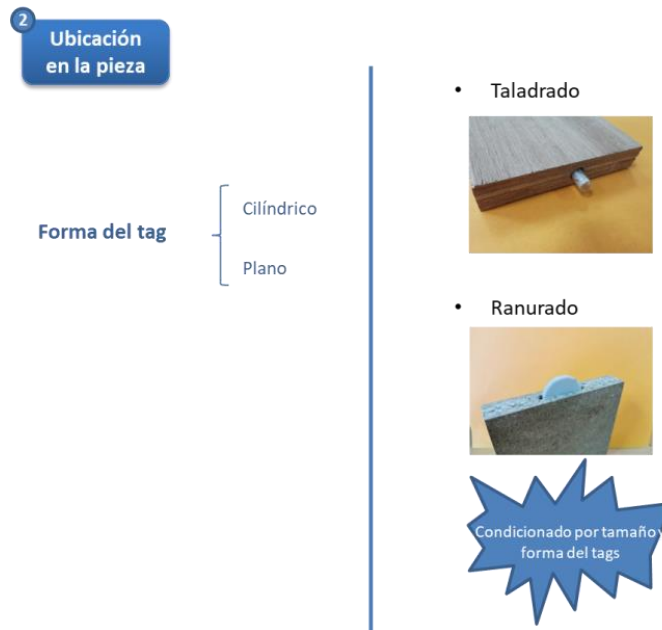 2
Ubicación
en la pieza
Forma del tag
Cilíndrico
Plano
• Taladrado
• Ranurado
Condicionado por tamaño y
forma del tags